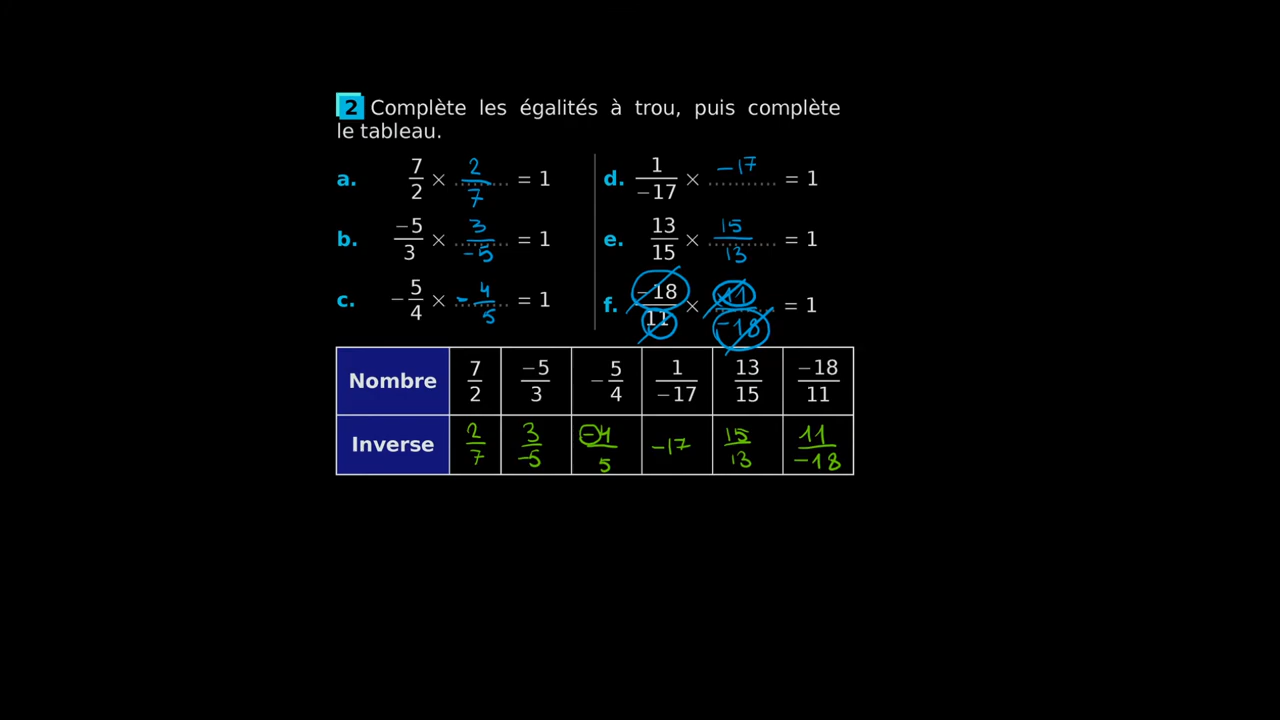 2 Complète les égalités à trou, puis complète
le tableau.
a. 7/2 × 2/7 = 1
b. −5/3 × 3/−5 = 1
c. −5/4 × −4/5 = 1
d. 1/−17 × −17 = 1
e. 13/15 × 15/13 = 1
f. −18/11 × 11/−18 = 1
Nombre 7/2 −5/3 −5/4 1/−17 13/15 −18/11
Inverse 2/7 3/−5 −4/5 −17 15/13 11/−18